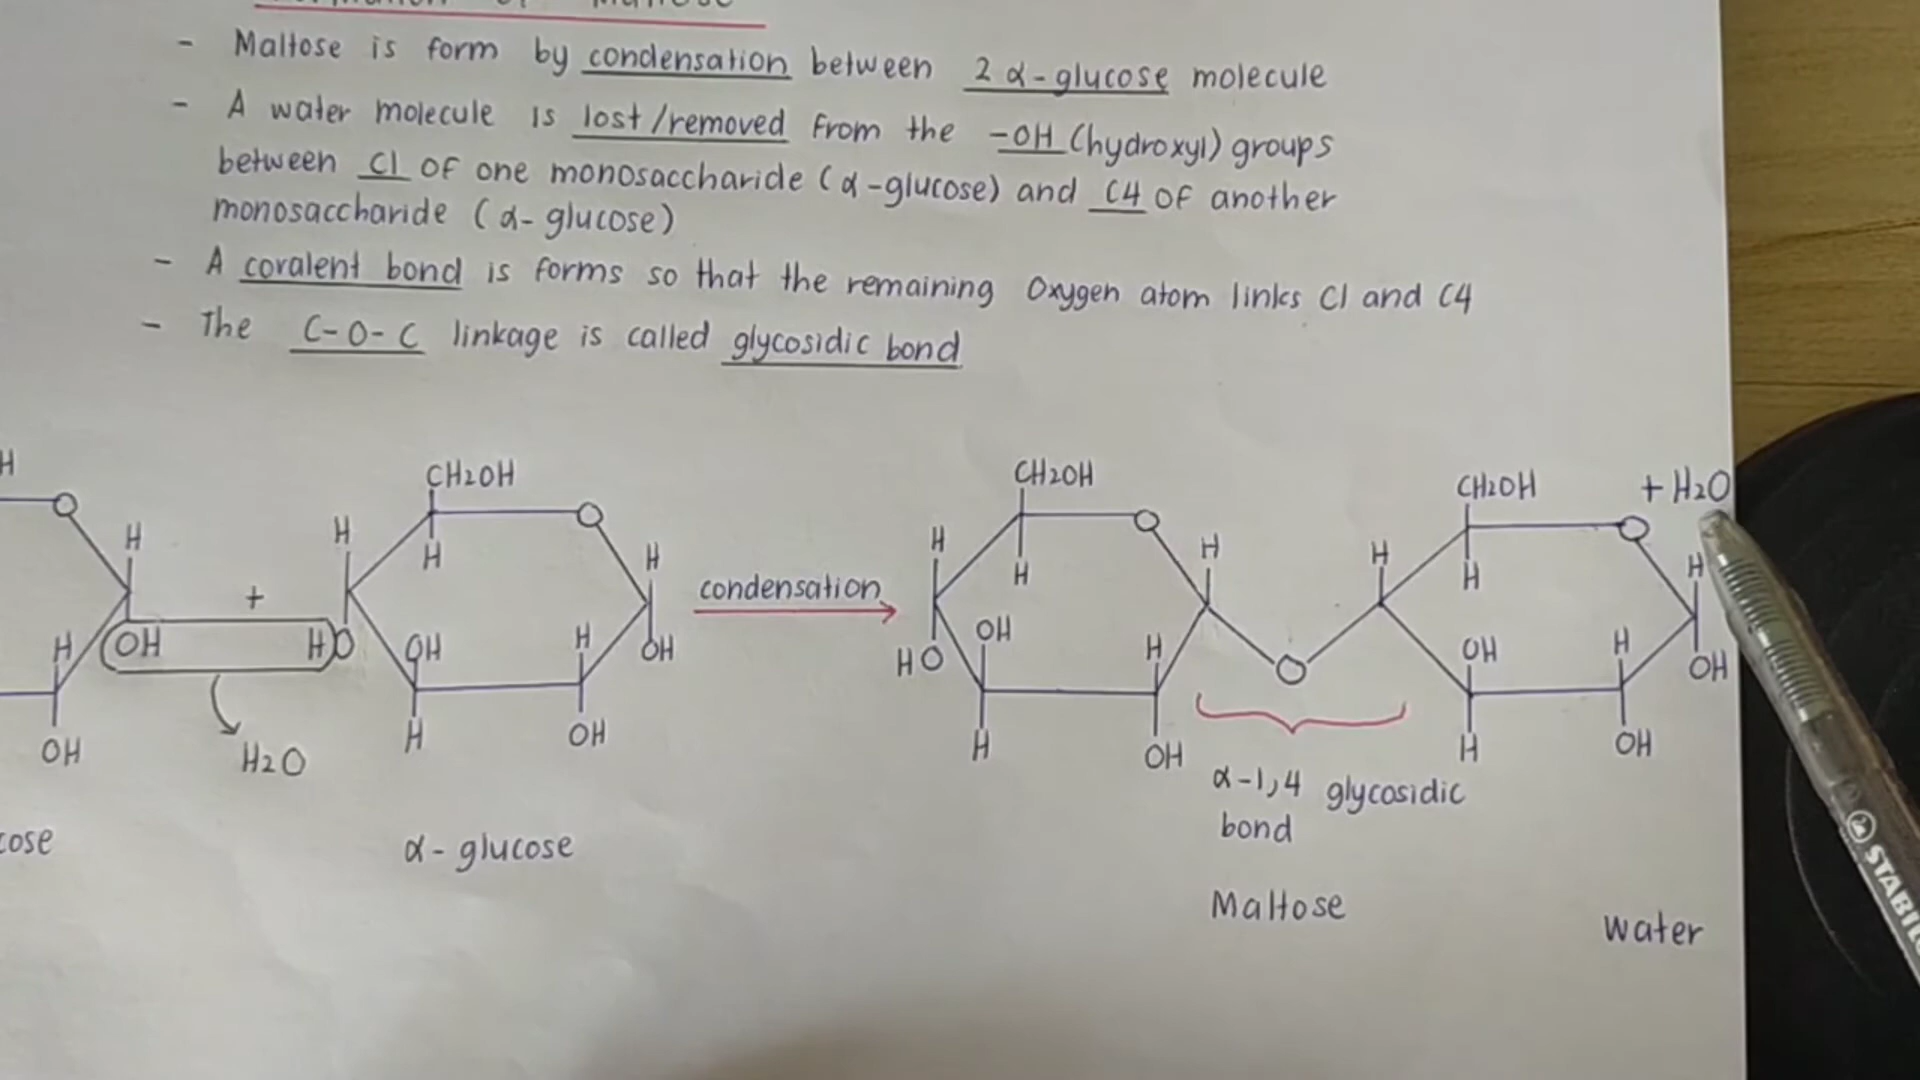 Formation of Maltose
- Maltose is form by condensation between 2 α-glucose molecule
- A water molecule is lost/removed from the -OH (hydroxyl) groups
between C1 of one monosaccharide (α-glucose) and C4 of another
monosaccharide (α-glucose)
- A covalent bond is forms so that the remaining Oxygen atom links C1 and C4
- The C-O-C linkage is called glycosidic bond
H
CH2OH
CH2OH
CH2OH
+ H2O
O
O
O
O
H
H
H
H
H
H
H
H
H
H
H
+
condensation
H
OH
HO
OH
H
OH
HO
OH
H
O
OH
H
OH
OH
H2O
H
OH
H
OH
H
OH
α-1,4 glycosidic
bond
cose
α-glucose
Maltose
water
STABIL